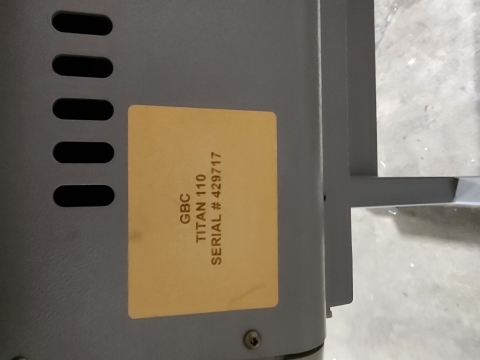 GBC
TITAN 110
SERIAL # 429717